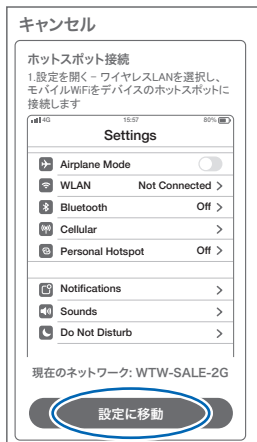 キャンセル
ホットスポット接続
1.設定を開く− ワイヤレスLANを選択し、
モバイルWiFiをデバイスのホットスポットに
接続します
4G 15:57 80%
Settings
Airplane Mode
WLAN Not Connected >
Bluetooth Off >
Cellular >
Personal Hotspot Off >
Notifications >
Sounds >
Do Not Disturb >
現在のネットワーク: WTW-SALE-2G
設定に移動